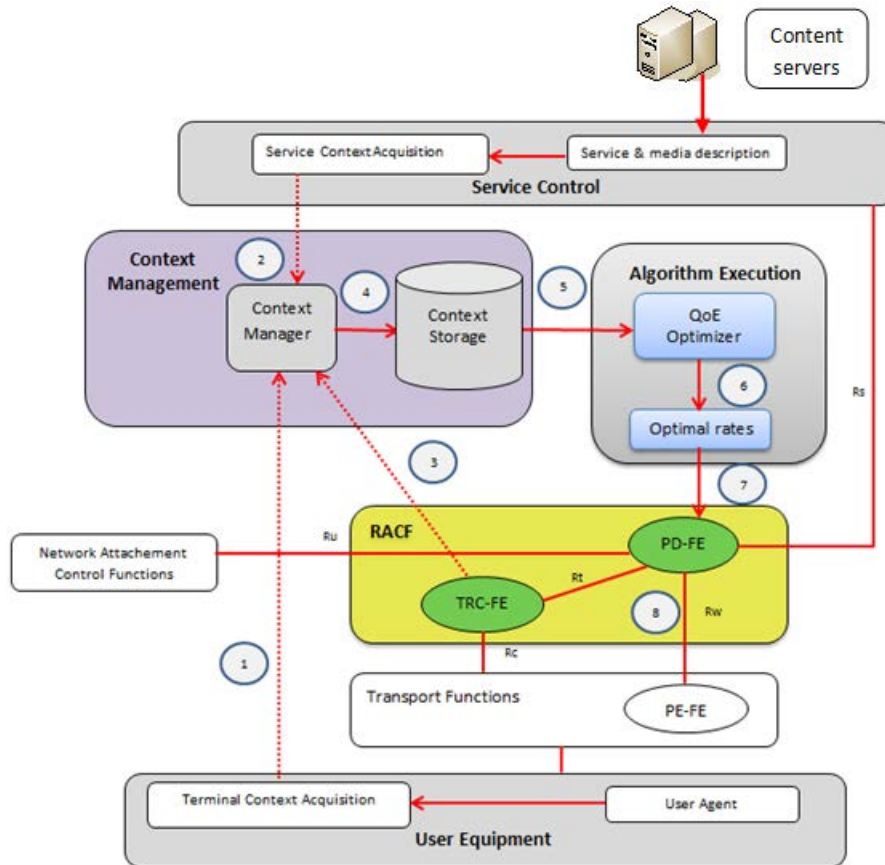 Content
servers
Service Context Acquisition
Service & media description
Service Control
Context
Management
2
4
5
Algorithm Execution
Context
Manager
Context
Storage
QoE
Optimizer
6
Rs
Optimal rates
3
7
RACF
Network Attachement
Control Functions
Ru
PD-FE
Rt
TRC-FE
8
Rw
1
Rc
Transport Functions
PE-FE
Terminal Context Acquisition
User Agent
User Equipment